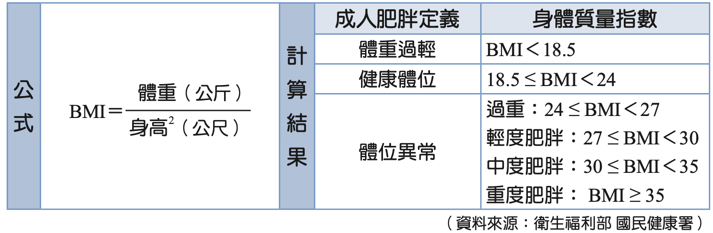 公式
BMI＝體重（公斤）/身高²（公尺）
計算結果
成人肥胖定義 身體質量指數
體重過輕 BMI＜18.5
健康體位 18.5≤BMI＜24
體位異常
過重：24≤BMI＜27
輕度肥胖：27≤BMI＜30
中度肥胖：30≤BMI＜35
重度肥胖： BMI≥35
（資料來源：衛生福利部 國民健康署）